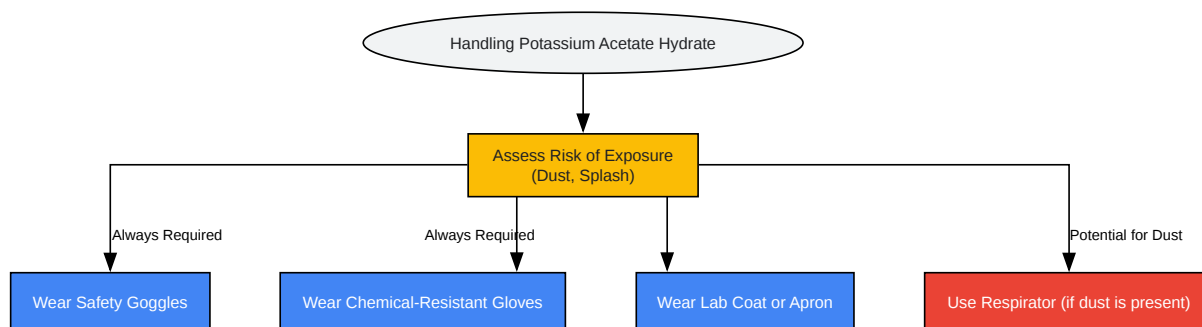 Handling Potassium Acetate Hydrate
Assess Risk of Exposure
(Dust, Splash)
Always Required
Always Required
Potential for Dust
Wear Safety Goggles
Wear Chemical-Resistant Gloves
Wear Lab Coat or Apron
Use Respirator (if dust is present)